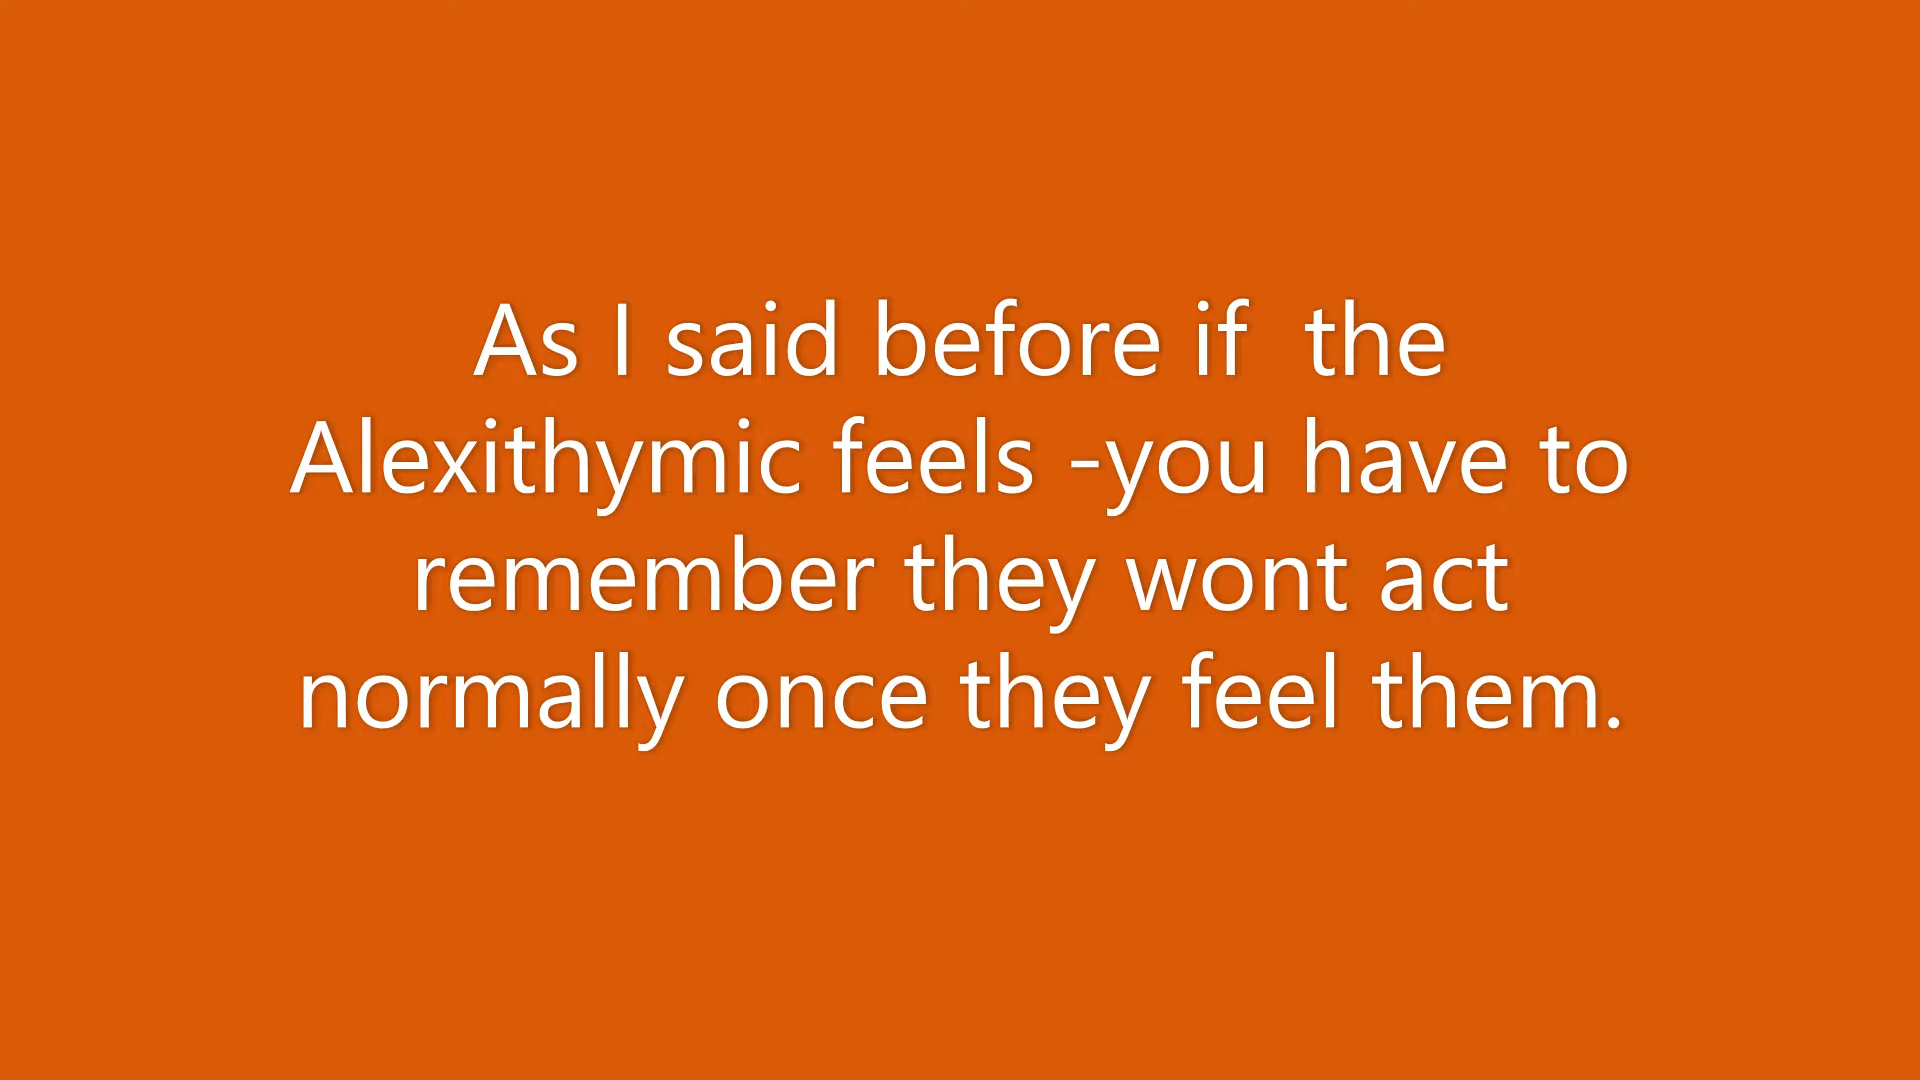 As I said before if  the
Alexithymic feels -you have to
remember they wont act
normally once they feel them.